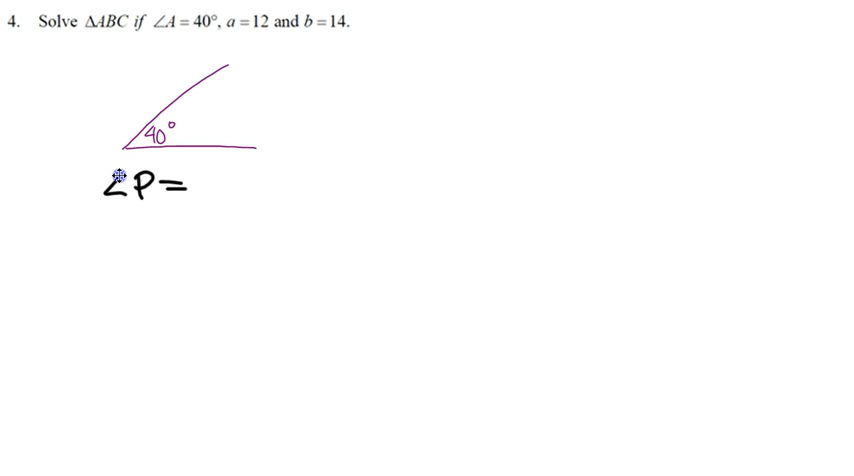 4. Solve ΔABC if ∠A = 40°, a = 12 and b = 14.
40°
∠P =